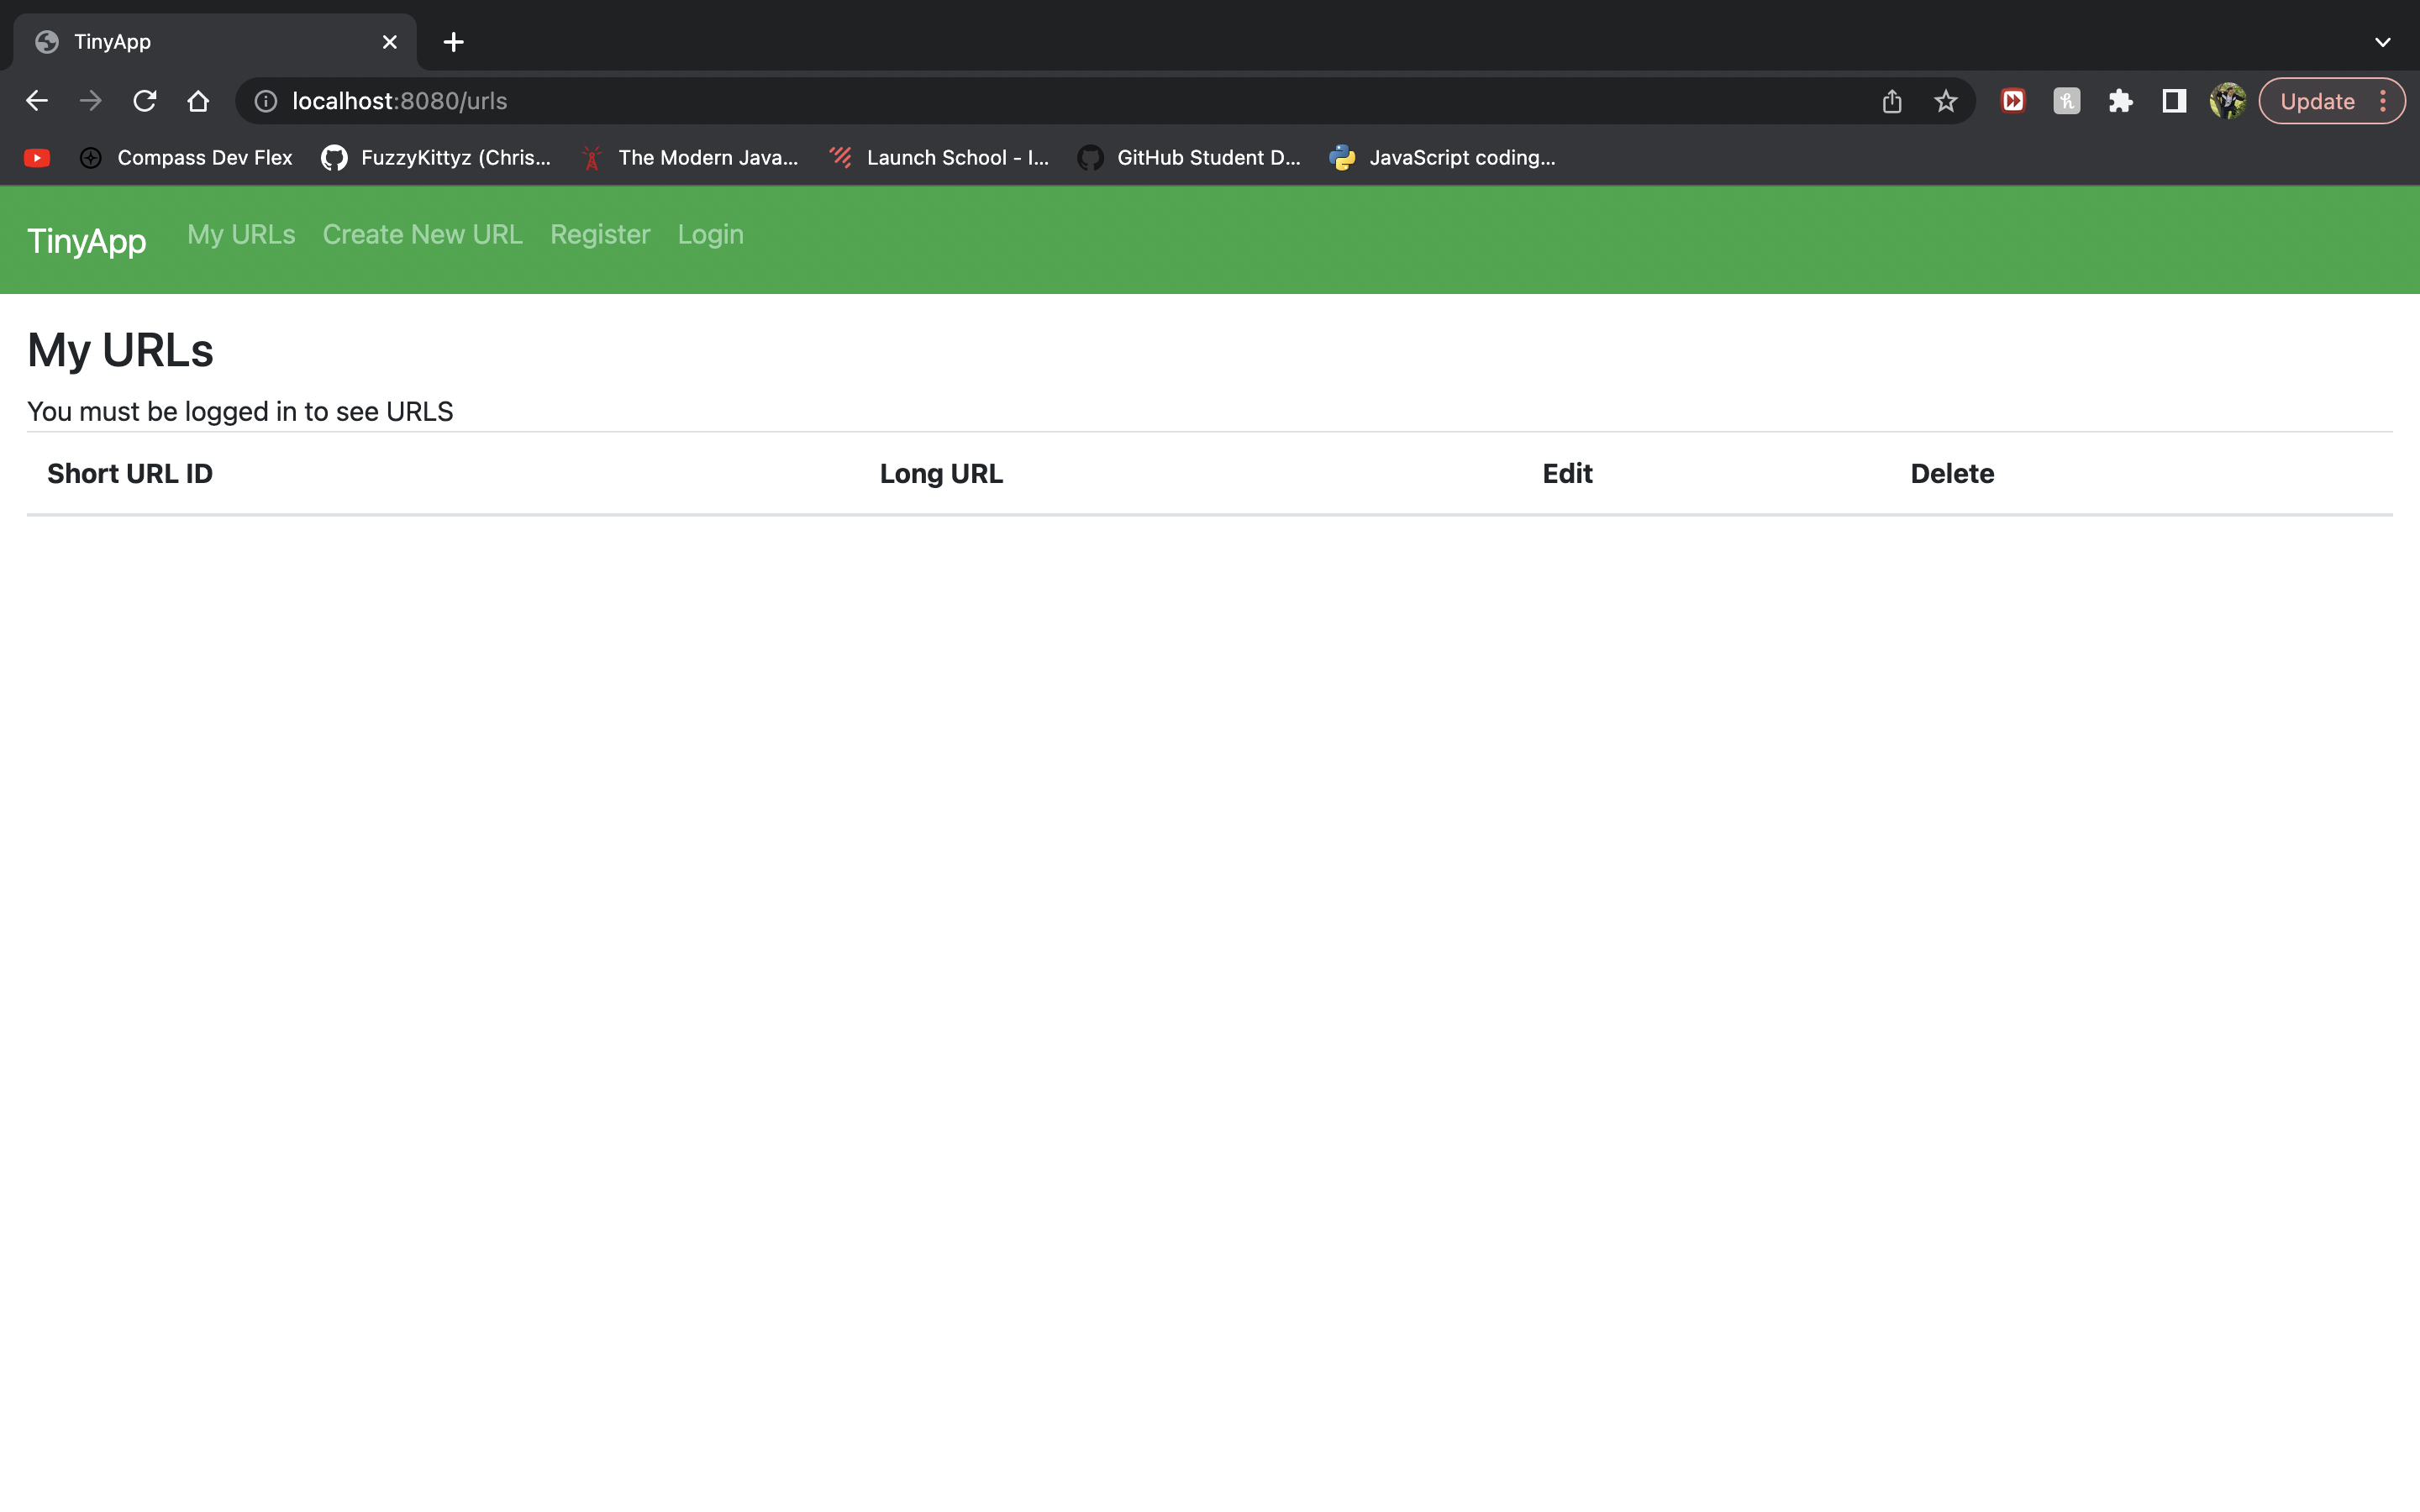 TinyApp
localhost:8080/urls
Update
Compass Dev Flex FuzzyKittyz (Chris... The Modern Java... Launch School - I... GitHub Student D... JavaScript coding...
TinyApp My URLs Create New URL Register Login
My URLs
You must be logged in to see URLS
Short URL ID Long URL Edit Delete